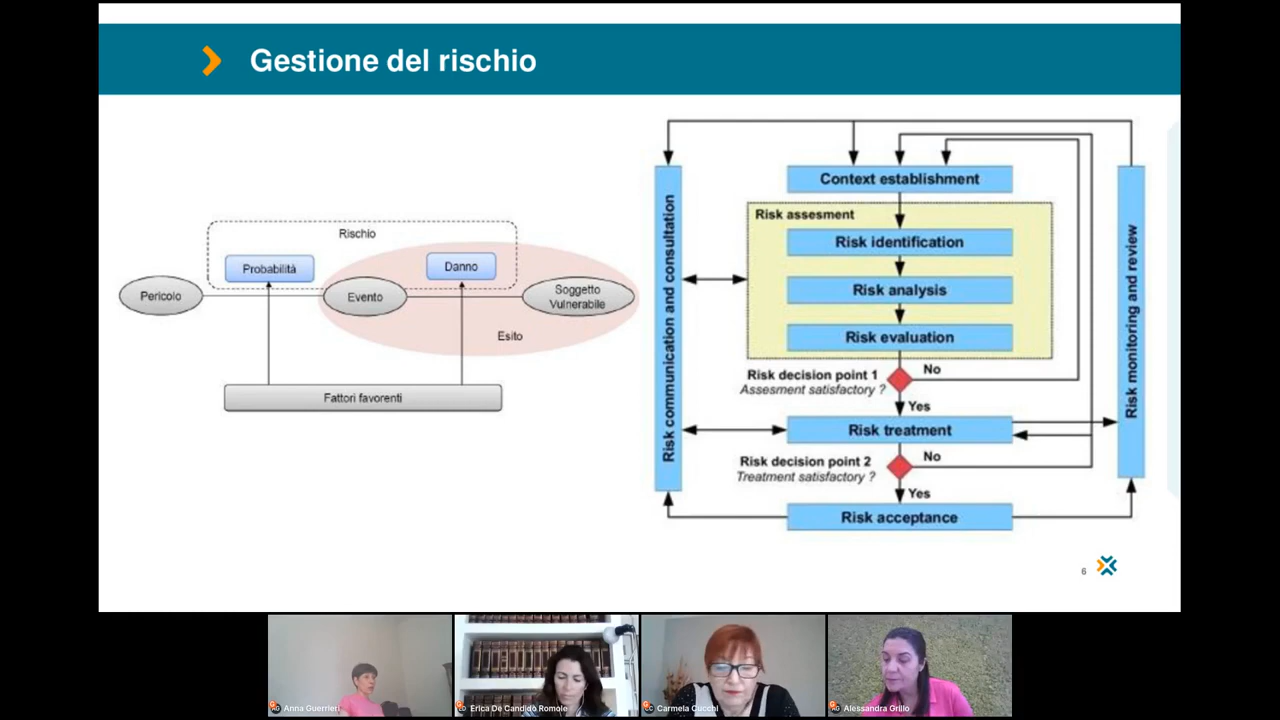 Gestione del rischio
Rischio
Probabilità
Danno
Pericolo
Evento
Soggetto
Vulnerabile
Esito
Fattori favorenti
Risk communication and consultation
Context establishment
Risk assesment
Risk identification
Risk analysis
Risk evaluation
Risk decision point 1
Assesment satisfactory ?
No
Yes
Risk treatment
Risk decision point 2
Treatment satisfactory ?
No
Yes
Risk acceptance
Risk monitoring and review
6
Anna Guerrieri
Erica De Candido Romole
Carmela Cucchi
Alessandra Grillo